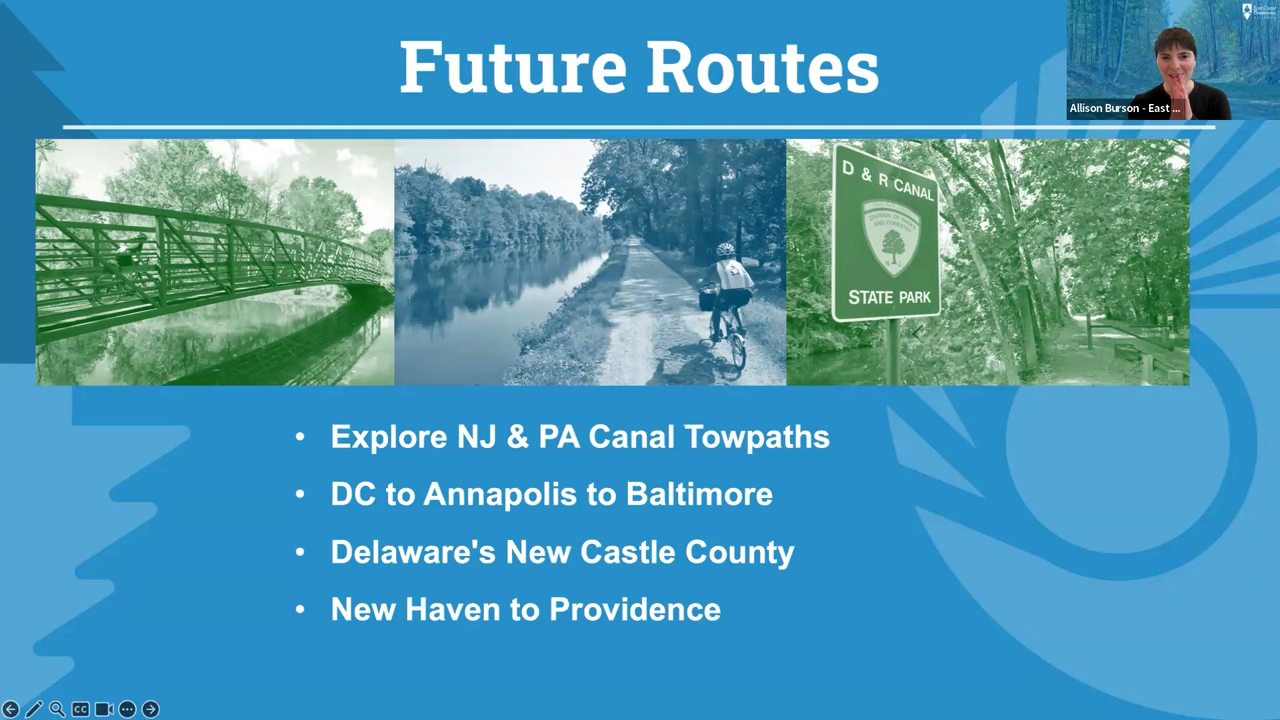 Future Routes
Allison Burson - East ...
D & R CANAL
STATE PARK
• Explore NJ & PA Canal Towpaths
• DC to Annapolis to Baltimore
• Delaware's New Castle County
• New Haven to Providence
CC